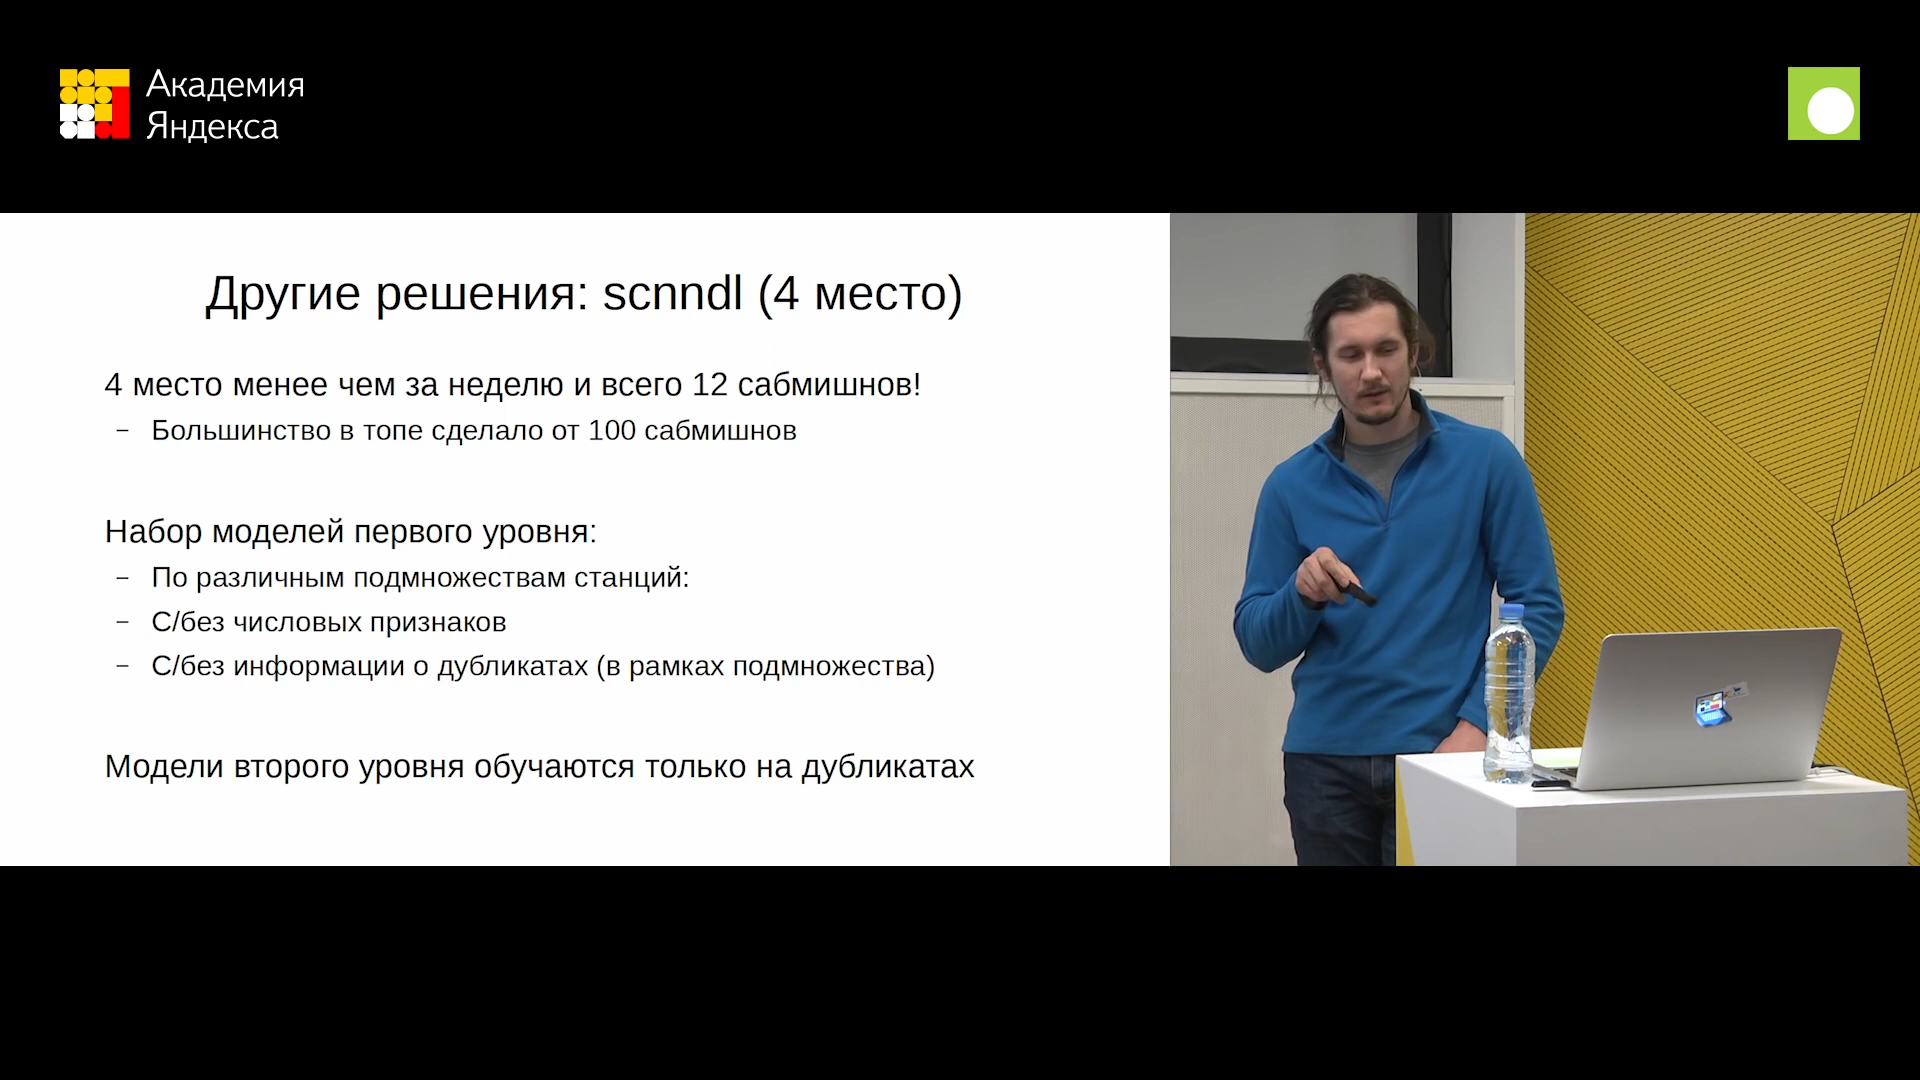 Академия
Яндекса
Другие решения: scnndl (4 место)
4 место менее чем за неделю и всего 12 сабмишнов!
– Большинство в топе сделало от 100 сабмишнов
Набор моделей первого уровня:
– По различным подмножествам станций:
– С/без числовых признаков
– С/без информации о дубликатах (в рамках подмножества)
Модели второго уровня обучаются только на дубликатах